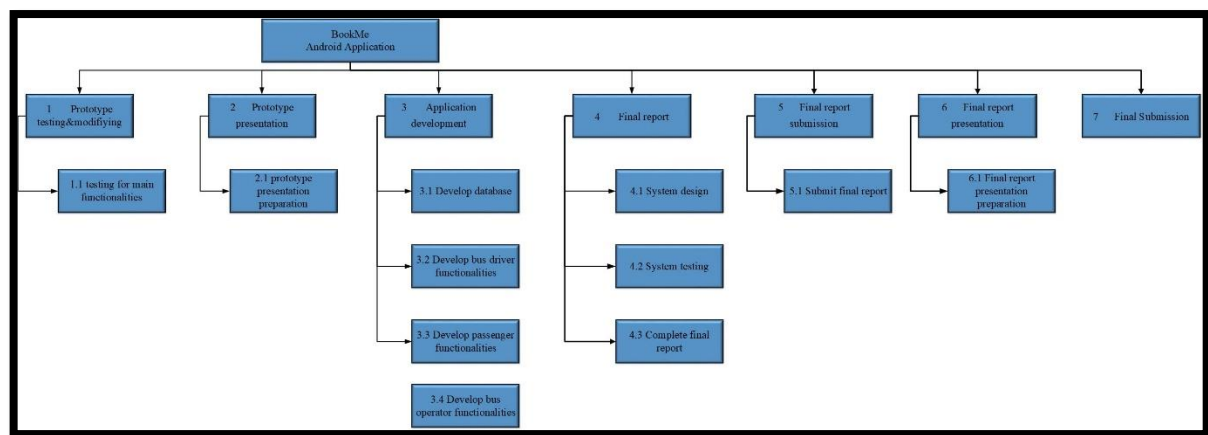 BookMe
Android Application
1 Prototype
testing&modifiying
2 Prototype
presentation
3 Application
development
4 Final report
5 Final report
submission
6 Final report
presentation
7 Final Submission
1.1 testing for main
functionalities
2.1 prototype
presentation
preparation
3.1 Develop database
4.1 System design
5.1 Submit final report
6.1 Final report
presentation
preparation
3.2 Develop bus driver
functionalities
4.2 System testing
3.3 Develop passenger
functionalities
4.3 Complete final
report
3.4 Develop bus
operator functionalities